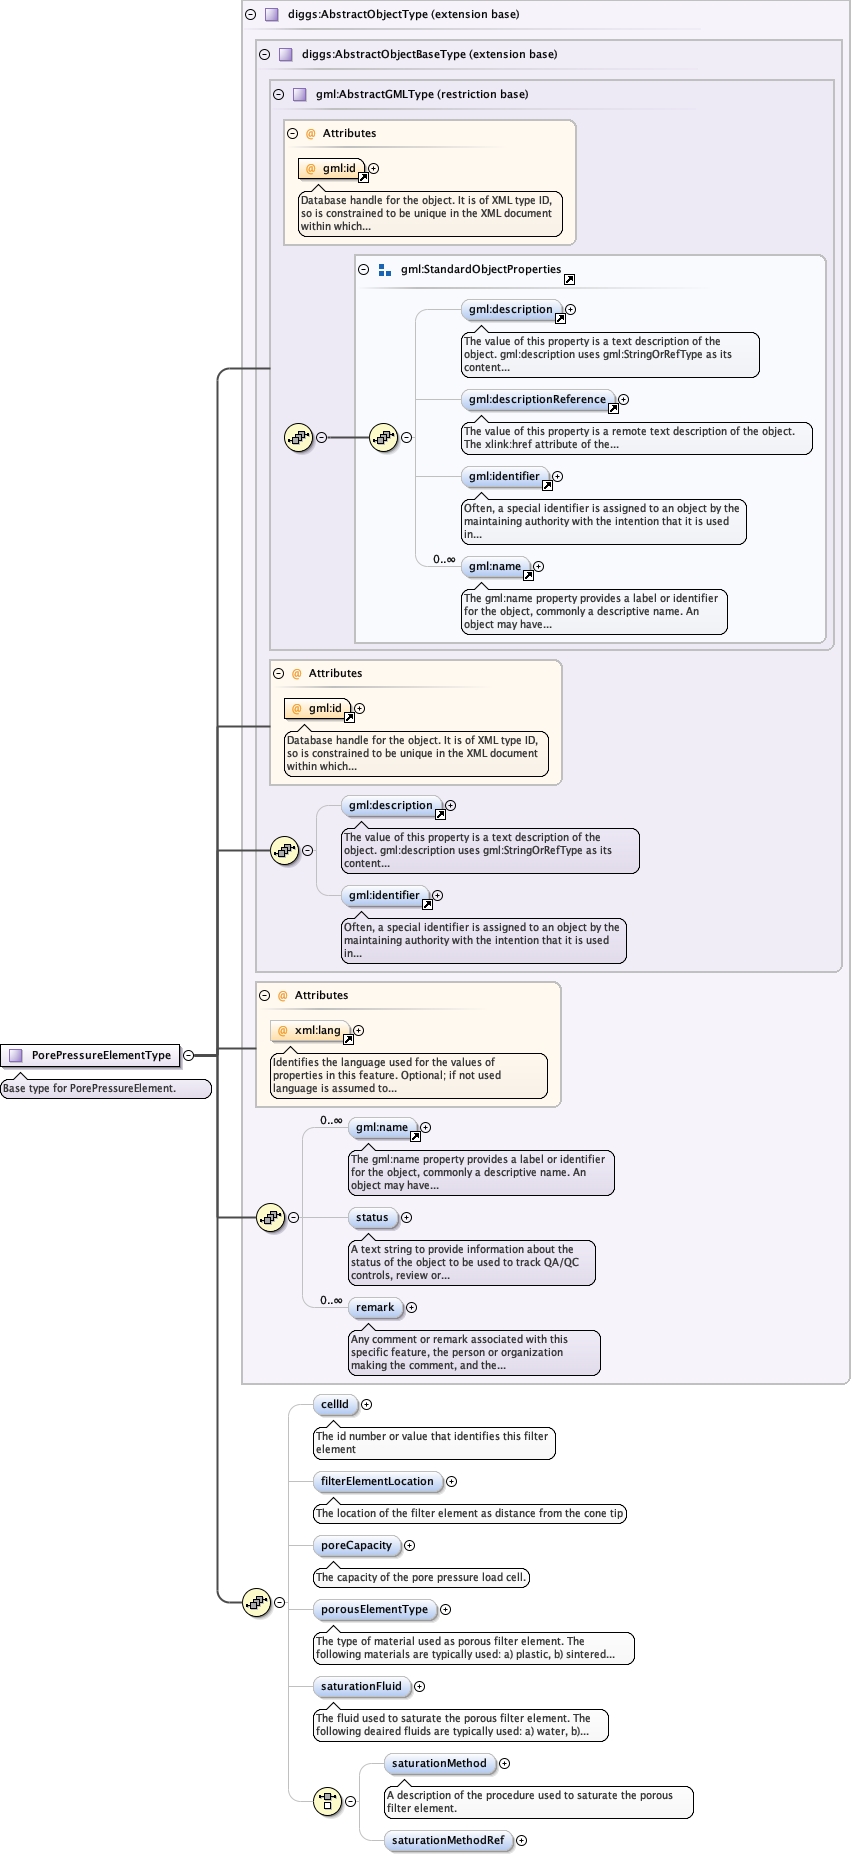 diggs:AbstractObjectType (extension base)
diggs:AbstractObjectBaseType (extension base)
gml:AbstractGMLType (restriction base)
@ Attributes
@ gml:id
Database handle for the object. It is of XML type ID,
so is constrained to be unique in the XML document
within which...
gml:StandardObjectProperties
gml:description
The value of this property is a text description of the
object. gml:description uses gml:StringOrRefType as its
content...
gml:descriptionReference
The value of this property is a remote text description of the object.
The xlink:href attribute of the...
gml:identifier
Often, a special identifier is assigned to an object by the
maintaining authority with the intention that it is used
in...
0..∞
gml:name
The gml:name property provides a label or identifier
for the object, commonly a descriptive name. An
object may have...
@ Attributes
@ gml:id
Database handle for the object. It is of XML type ID,
so is constrained to be unique in the XML document
within which...
gml:description
The value of this property is a text description of the
object. gml:description uses gml:StringOrRefType as its
content...
gml:identifier
Often, a special identifier is assigned to an object by the
maintaining authority with the intention that it is used
in...
@ Attributes
@ xml:lang
Identifies the language used for the values of
properties in this feature. Optional; if not used
language is assumed to...
PorePressureElementType
Base type for PorePressureElement.
0..∞
gml:name
The gml:name property provides a label or identifier
for the object, commonly a descriptive name. An
object may have...
status
A text string to provide information about the
status of the object to be used to track QA/QC
controls, review or...
0..∞
remark
Any comment or remark associated with this
specific feature, the person or organization
making the comment, and the...
cellId
The id number or value that identifies this filter
element
filterElementLocation
The location of the filter element as distance from the cone tip
poreCapacity
The capacity of the pore pressure load cell.
porousElementType
The type of material used as porous filter element. The
following materials are typically used: a) plastic, b) sintered...
saturationFluid
The fluid used to saturate the porous filter element. The
following deaired fluids are typically used: a) water, b)...
saturationMethod
A description of the procedure used to saturate the porous
filter element.
saturationMethodRef